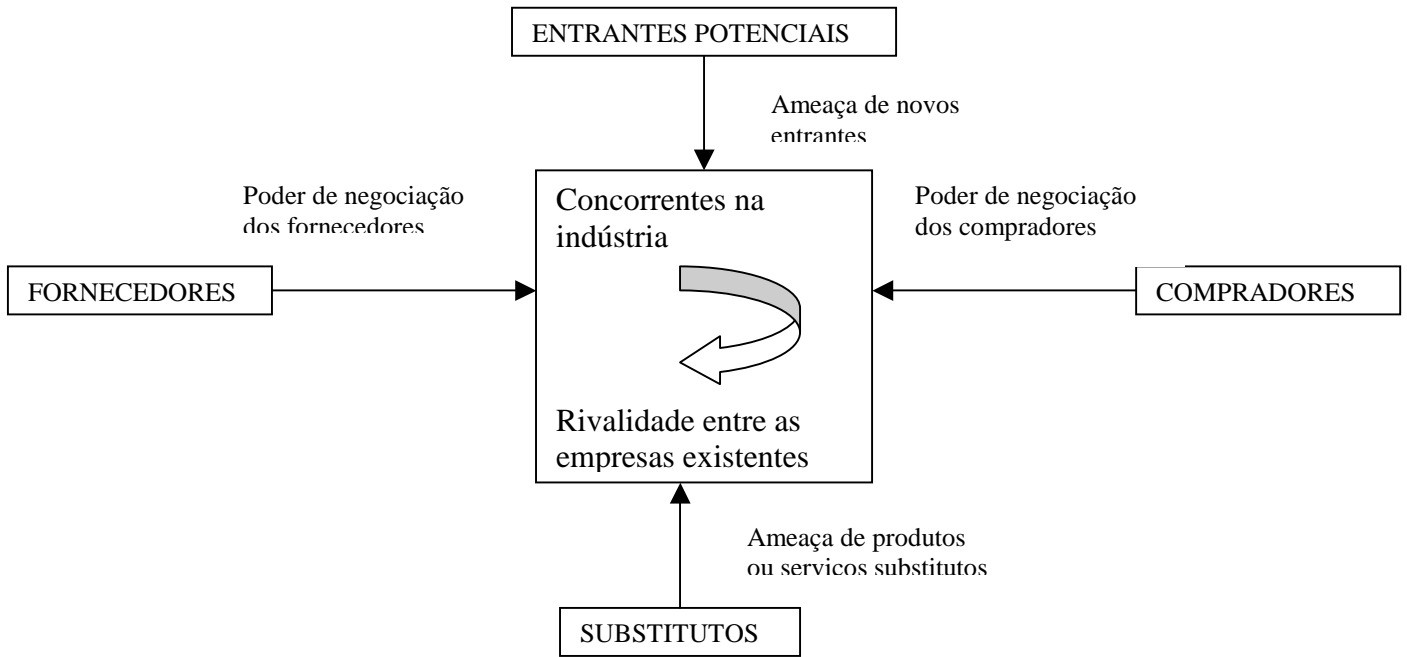 ENTRANTES POTENCIAIS
Ameaça de novos
entrantes
Poder de negociação
dos fornecedores
Concorrentes na
indústria
Poder de negociação
dos compradores
FORNECEDORES
COMPRADORES
Rivalidade entre as
empresas existentes
Ameaça de produtos
ou serviços substitutos
SUBSTITUTOS